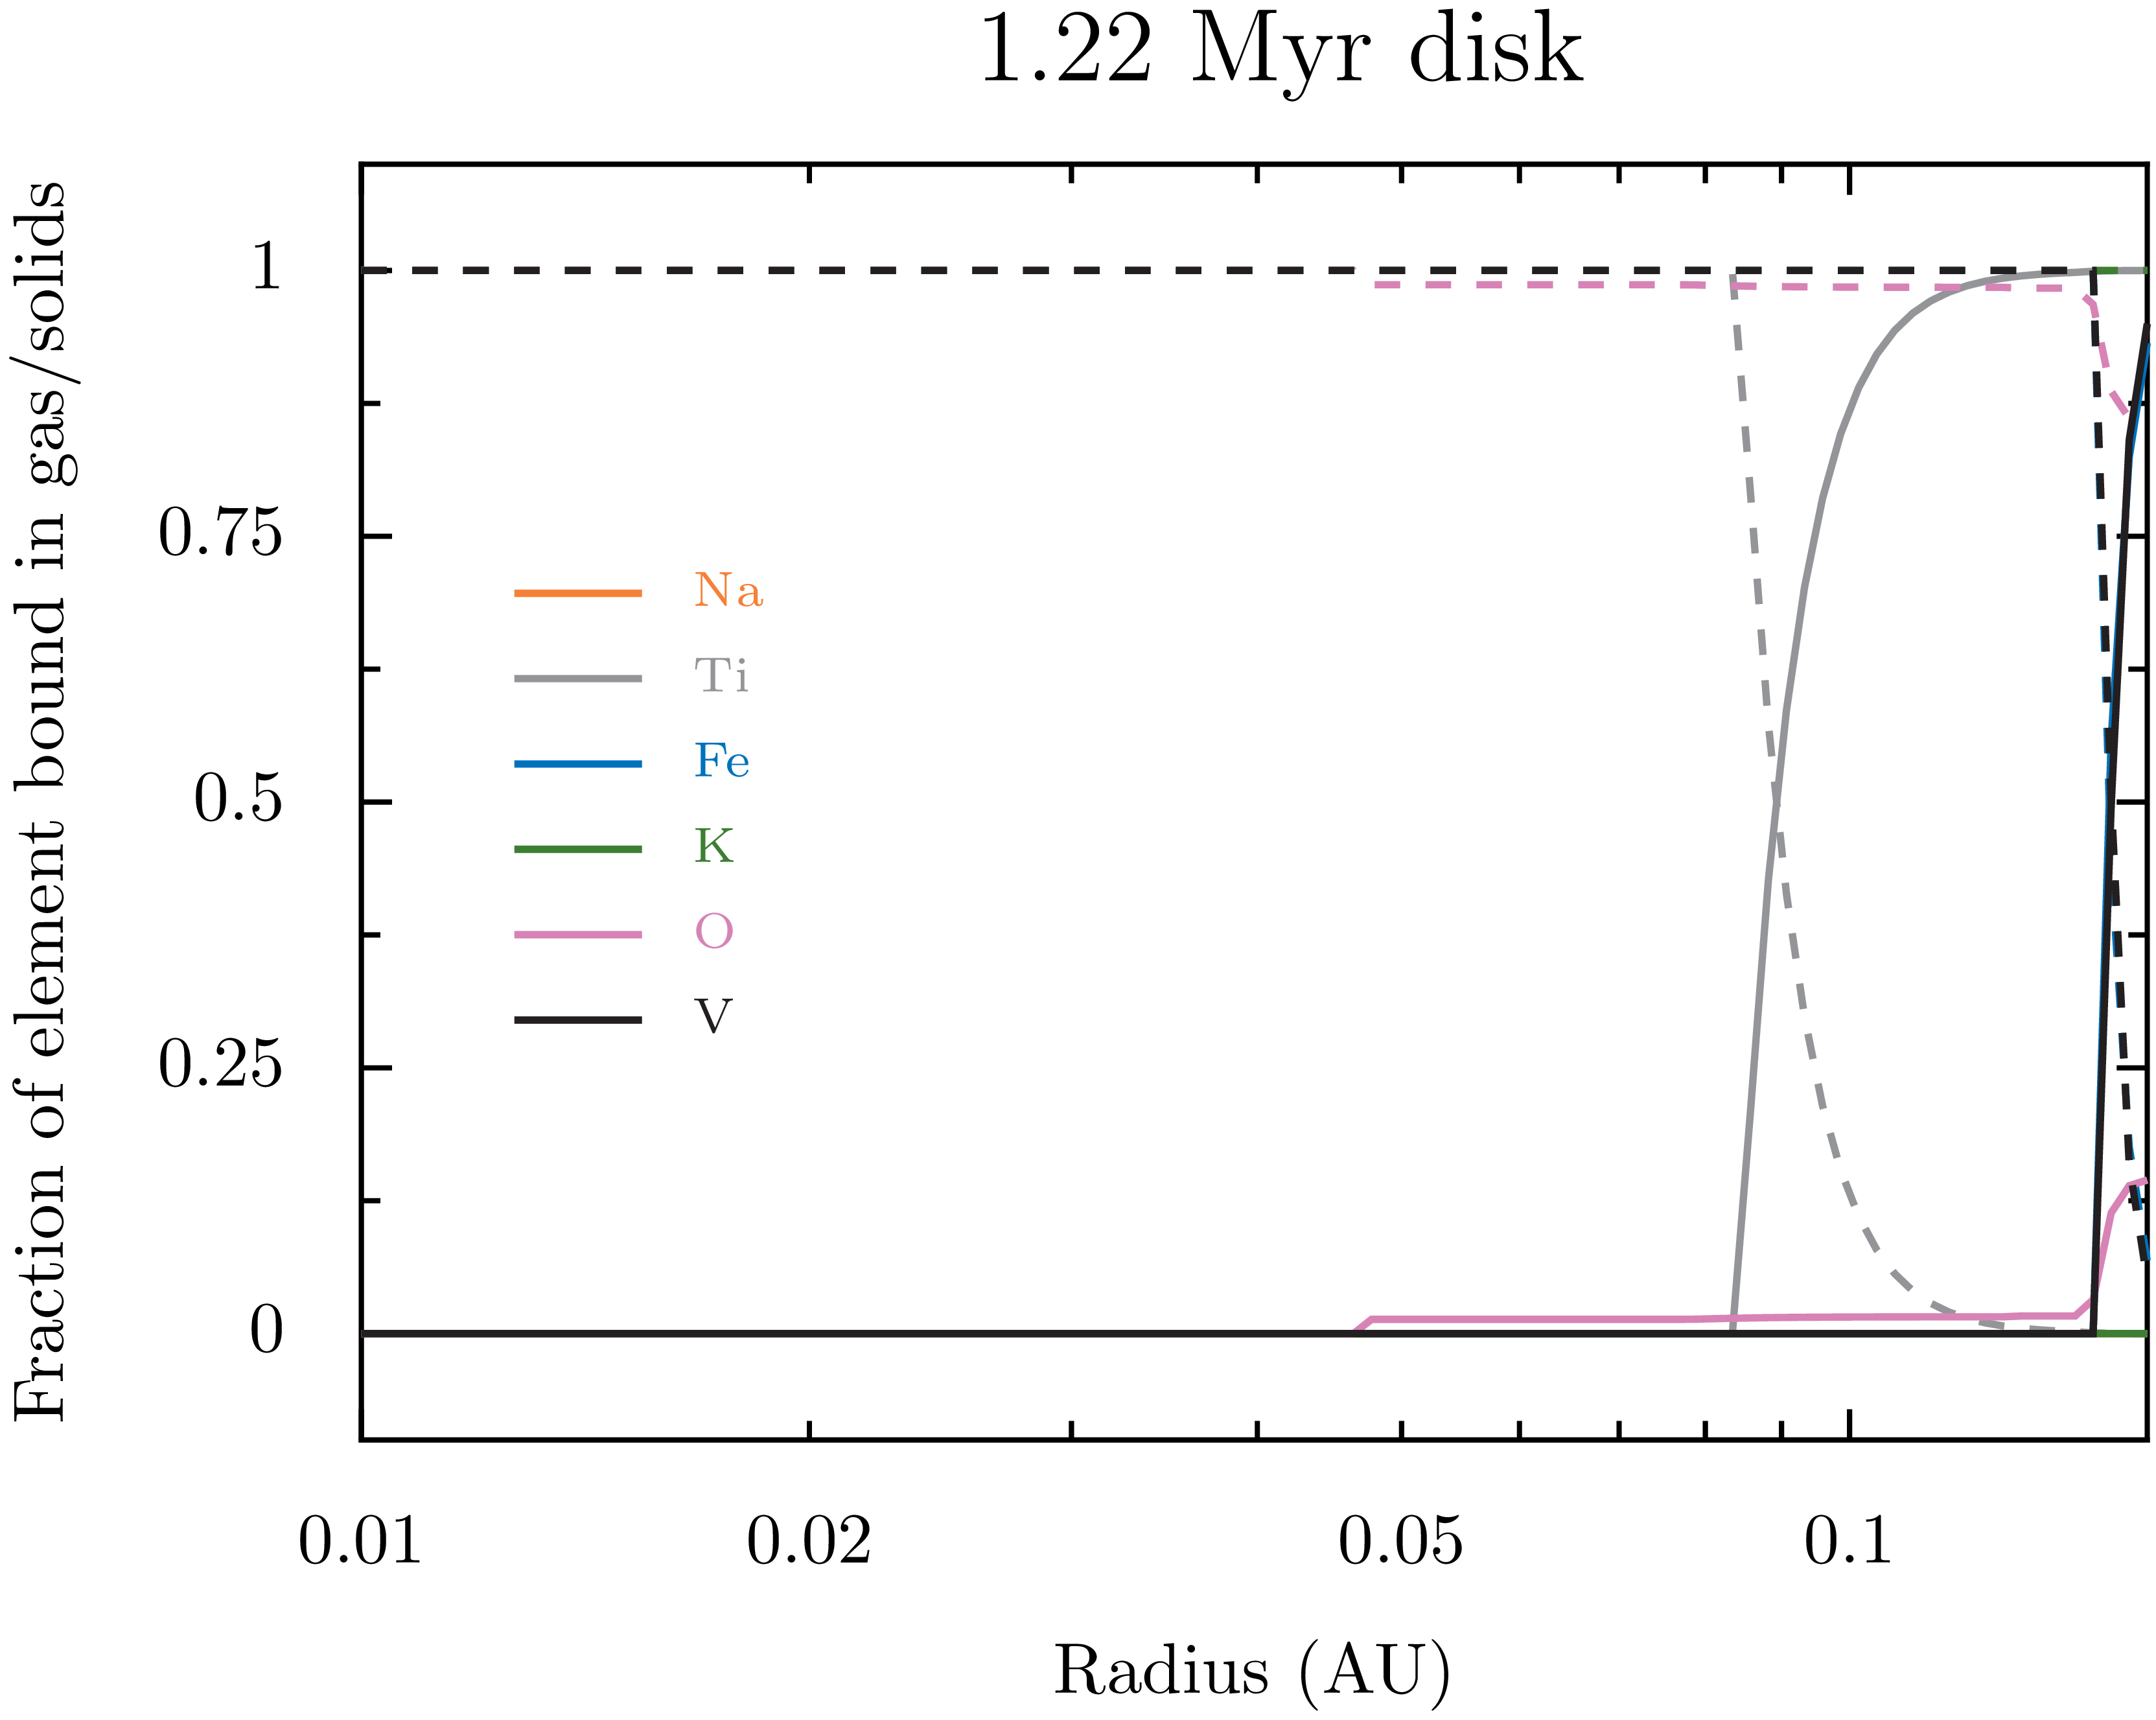 1.22 Myr disk
Fraction of element bound in gas/solids
1
0.75
0.5
0.25
0
Na
Ti
Fe
K
O
V
0.01 0.02 0.05 0.1
Radius (AU)